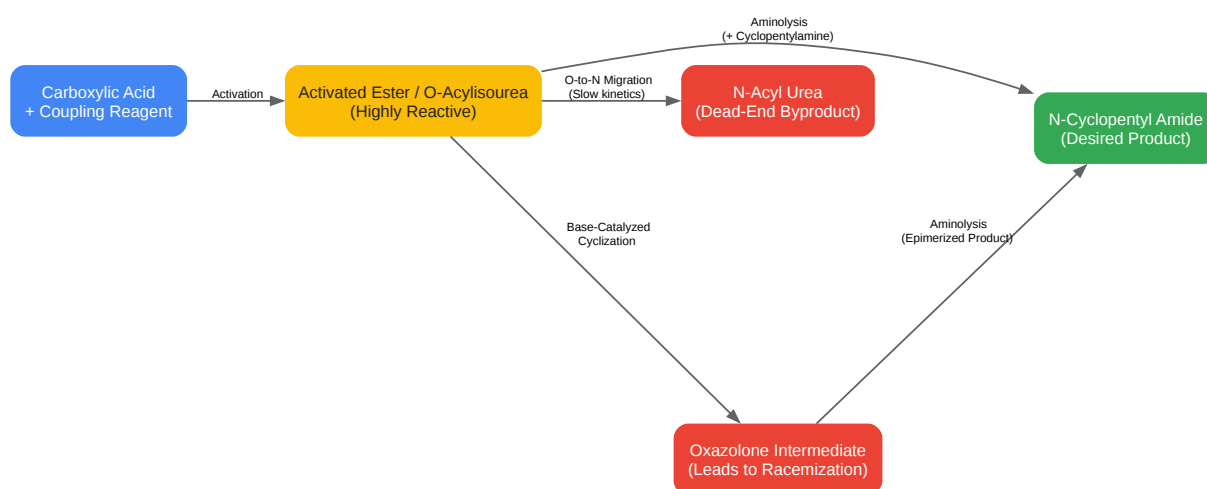 Aminolysis
(+ Cyclopentylamine)
Carboxylic Acid
+ Coupling Reagent
Activation
Activated Ester / O-Acylisourea
(Highly Reactive)
O-to-N Migration
(Slow kinetics)
N-Acyl Urea
(Dead-End Byproduct)
N-Cyclopentyl Amide
(Desired Product)
Base-Catalyzed
Cyclization
Aminolysis
(Epimerized Product)
Oxazolone Intermediate
(Leads to Racemization)